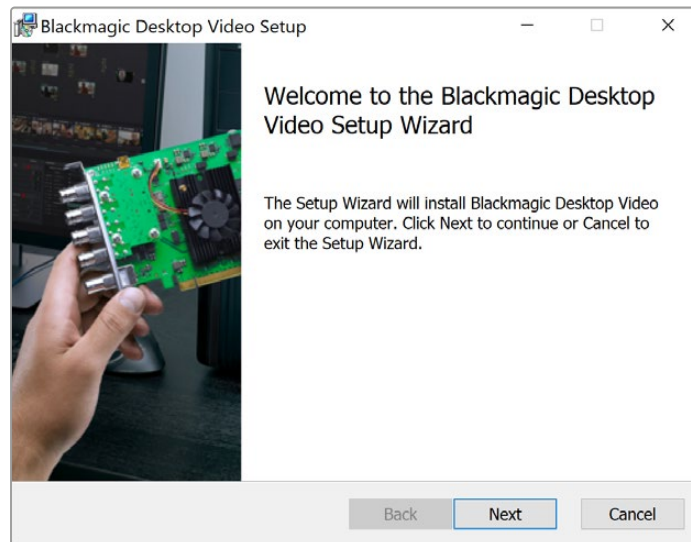 Blackmagic Desktop Video Setup
Welcome to the Blackmagic Desktop
Video Setup Wizard
The Setup Wizard will install Blackmagic Desktop Video
on your computer. Click Next to continue or Cancel to
exit the Setup Wizard.
Back
Next
Cancel